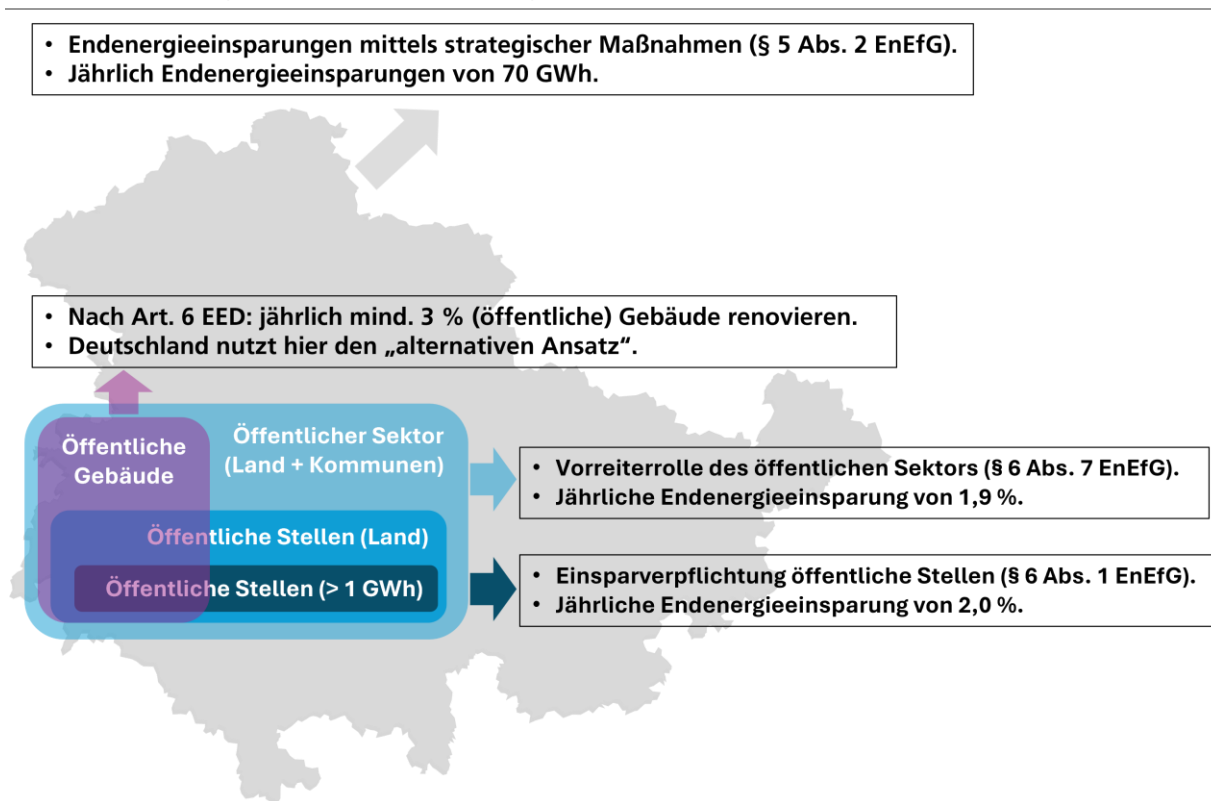 • Endenergieeinsparungen mittels strategischer Maßnahmen (§ 5 Abs. 2 EnEfG).
• Jährlich Endenergieeinsparungen von 70 GWh.
• Nach Art. 6 EED: jährlich mind. 3 % (öffentliche) Gebäude renovieren.
• Deutschland nutzt hier den „alternativen Ansatz“.
Öffentliche
Gebäude
Öffentlicher Sektor
(Land + Kommunen)
Öffentliche Stellen (Land)
Öffentliche Stellen (> 1 GWh)
• Vorreiterrolle des öffentlichen Sektors (§ 6 Abs. 7 EnEfG).
• Jährliche Endenergieeinsparung von 1,9 %.
• Einsparverpflichtung öffentliche Stellen (§ 6 Abs. 1 EnEfG).
• Jährliche Endenergieeinsparung von 2,0 %.